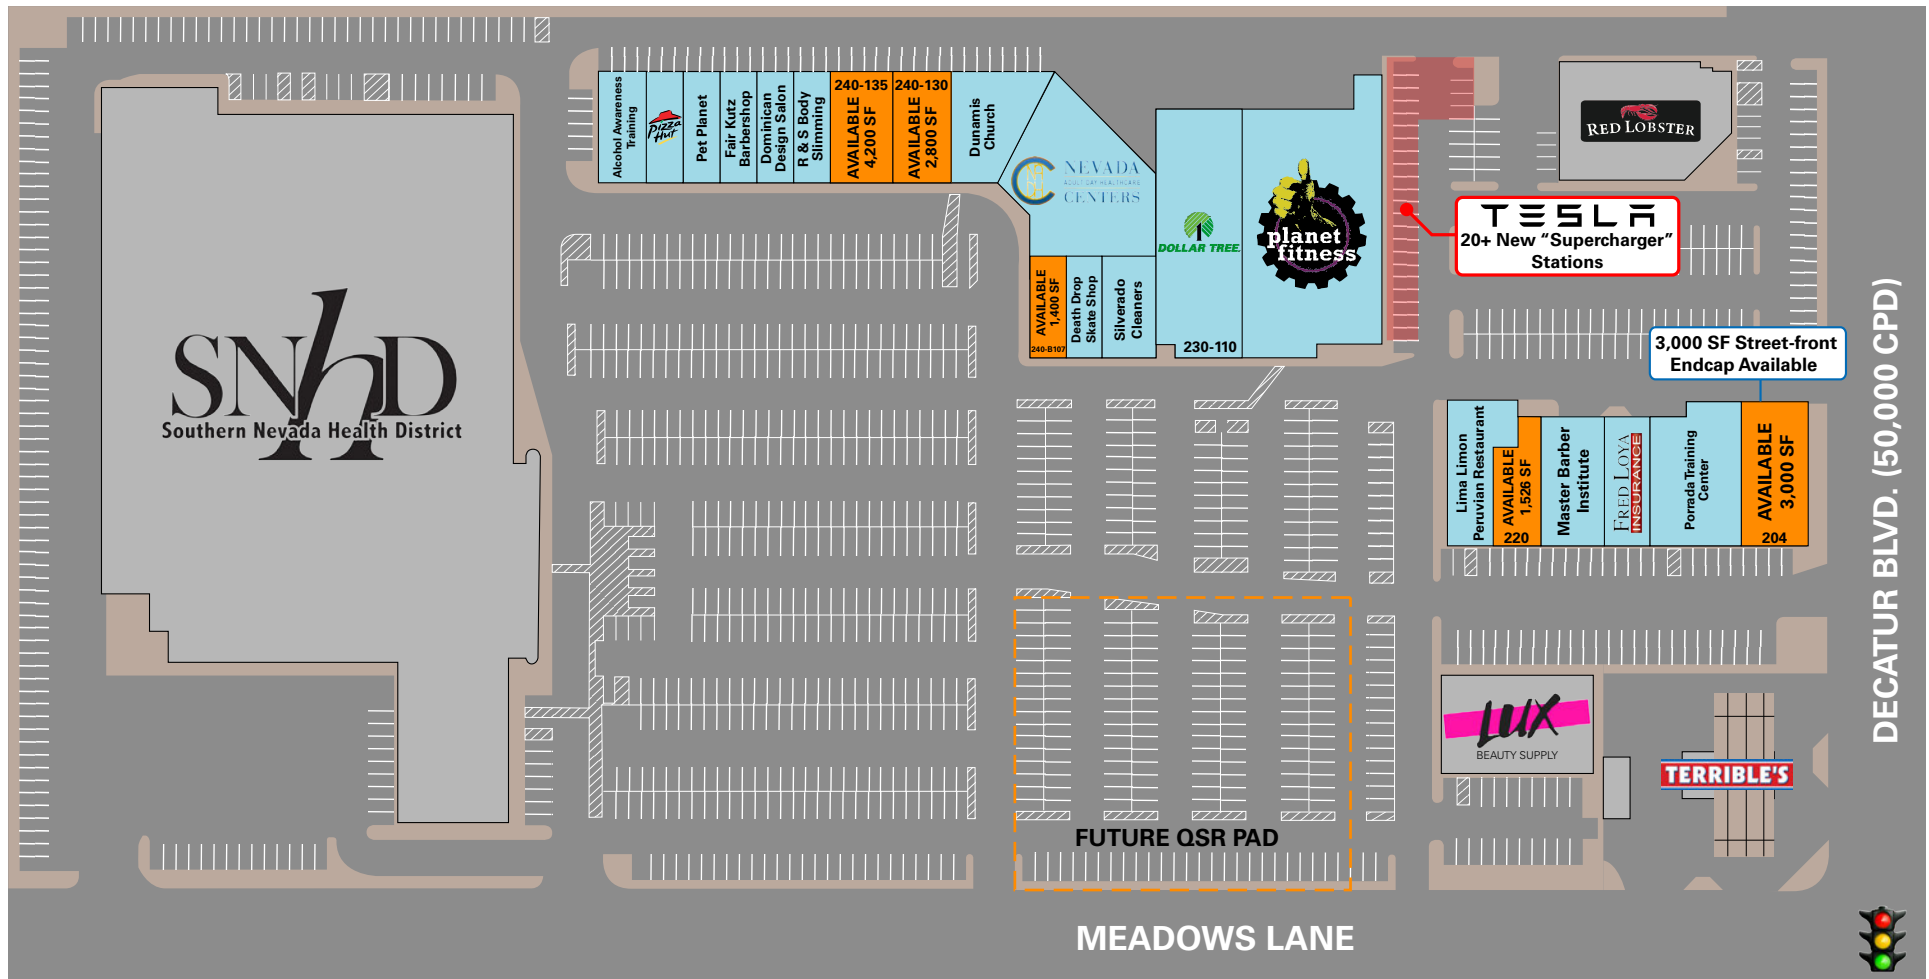 Alcohol Awareness
Training
Pizza
Hut
Pet Planet
Fair Kutz
Barbershop
Dominican
Design Salon
R & S Body
Slimming
240-135
AVAILABLE
4,200 SF
240-130
AVAILABLE
2,800 SF
Dunamis
Church
NEVADA
ADULT DAY HEALTHCARE
CENTERS
AVAILABLE
1,400 SF
240-B107
Death Drop
Skate Shop
Silverado
Cleaners
DOLLAR TREE.
230-110
planet
fitness
RED LOBSTER
TESLA
20+ New “Supercharger”
Stations
3,000 SF Street-front
Endcap Available
SNhD
Southern Nevada Health District
Lima Limon
Peruvian Restaurant
AVAILABLE
1,526 SF
220
Master Barber
Institute
FRED LOYA
INSURANCE
Porrada Training
Center
AVAILABLE
3,000 SF
204
DECATUR BLVD. (50,000 CPD)
LUX
BEAUTY SUPPLY
TERRIBLE'S
FUTURE QSR PAD
MEADOWS LANE